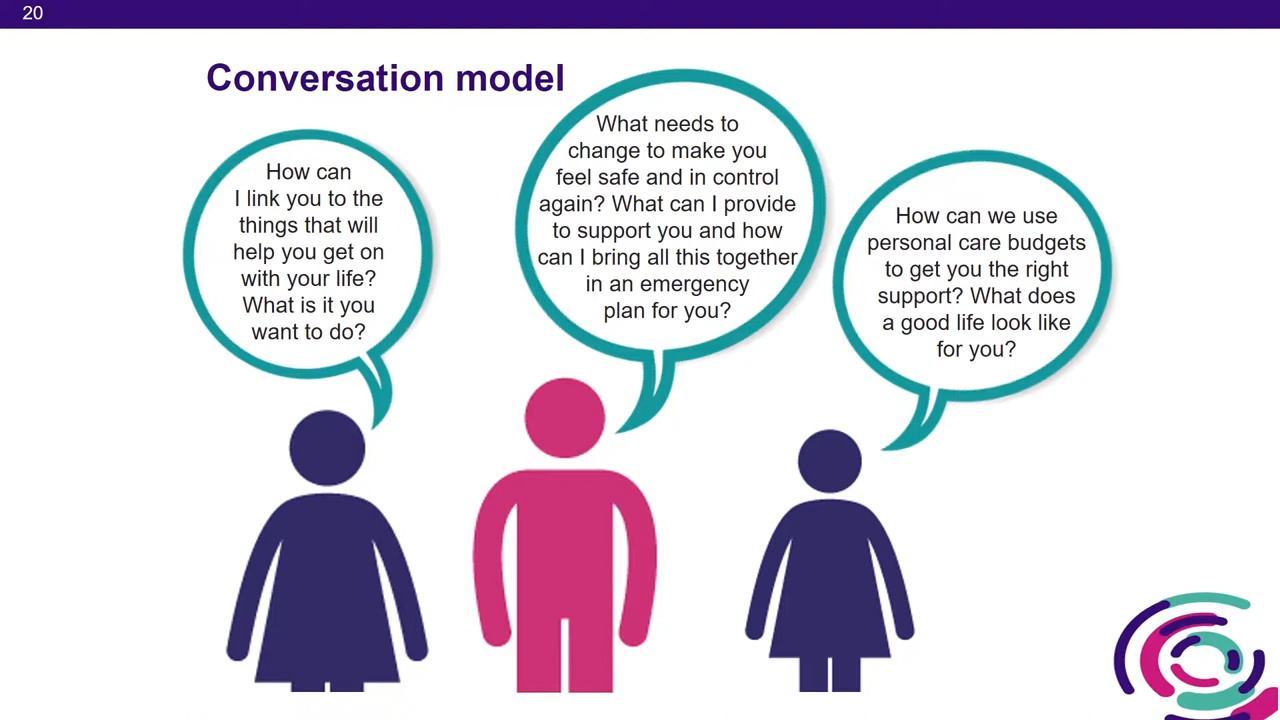 20
Conversation model
How can
I link you to the
things that will
help you get on
with your life?
What is it you
want to do?
What needs to
change to make you
feel safe and in control
again? What can I provide
to support you and how
can I bring all this together
in an emergency
plan for you?
How can we use
personal care budgets
to get you the right
support? What does
a good life look like
for you?